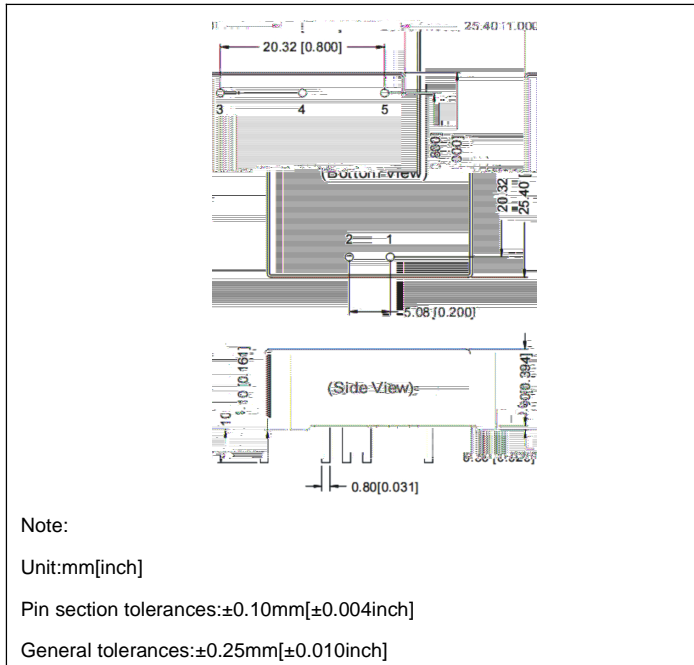 25.40 [1.000
20.32 [0.800]
3 4 5
(Bottom View)
20.32
25.40
2 1
5.08 [0.200]
(Side View)
0.80[0.031]
Note:
Unit:mm[inch]
Pin section tolerances:±0.10mm[±0.004inch]
General tolerances:±0.25mm[±0.010inch]